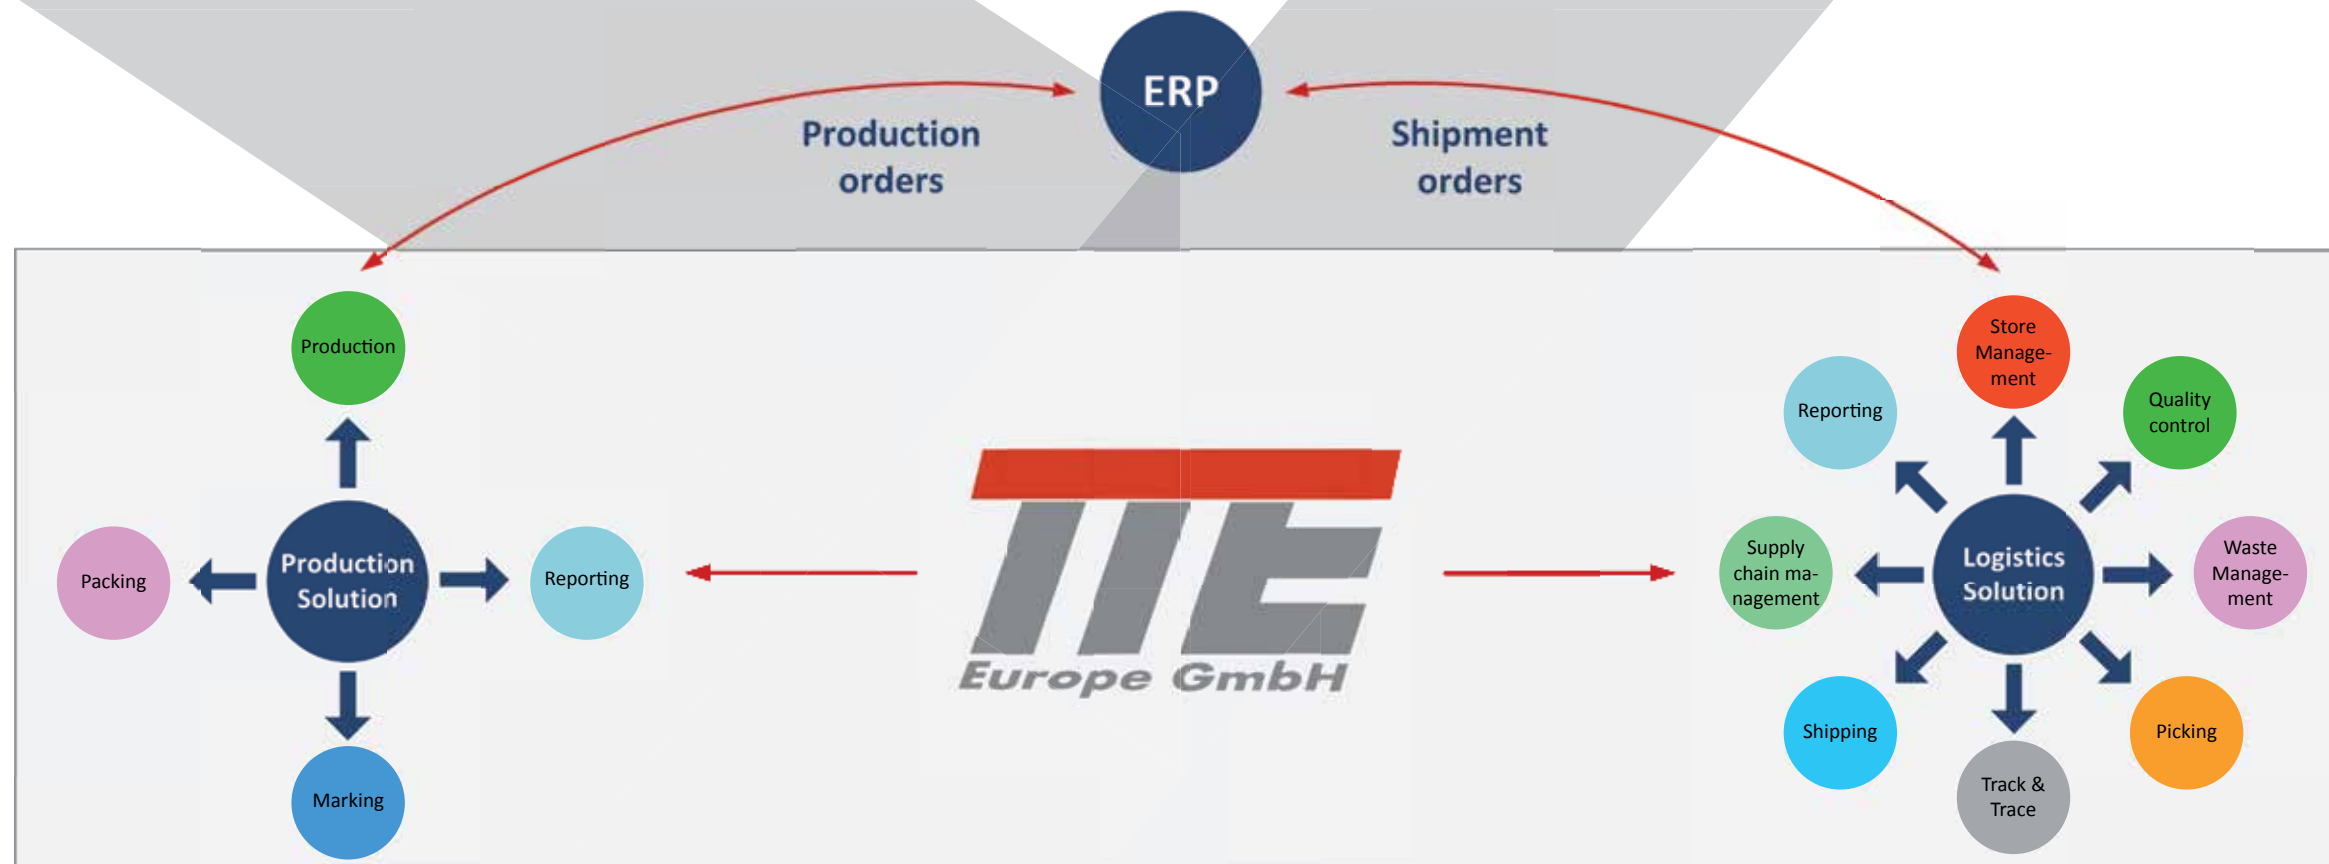 ERP
Production
orders
Shipment
orders
Production
Packing
Production
Solution
Reporting
Marking
TTE
Europe GmbH
Store
Manage-
ment
Reporting
Quality
control
Supply
chain ma-
nagement
Logistics
Solution
Waste
Manage-
ment
Shipping
Picking
Track &
Trace